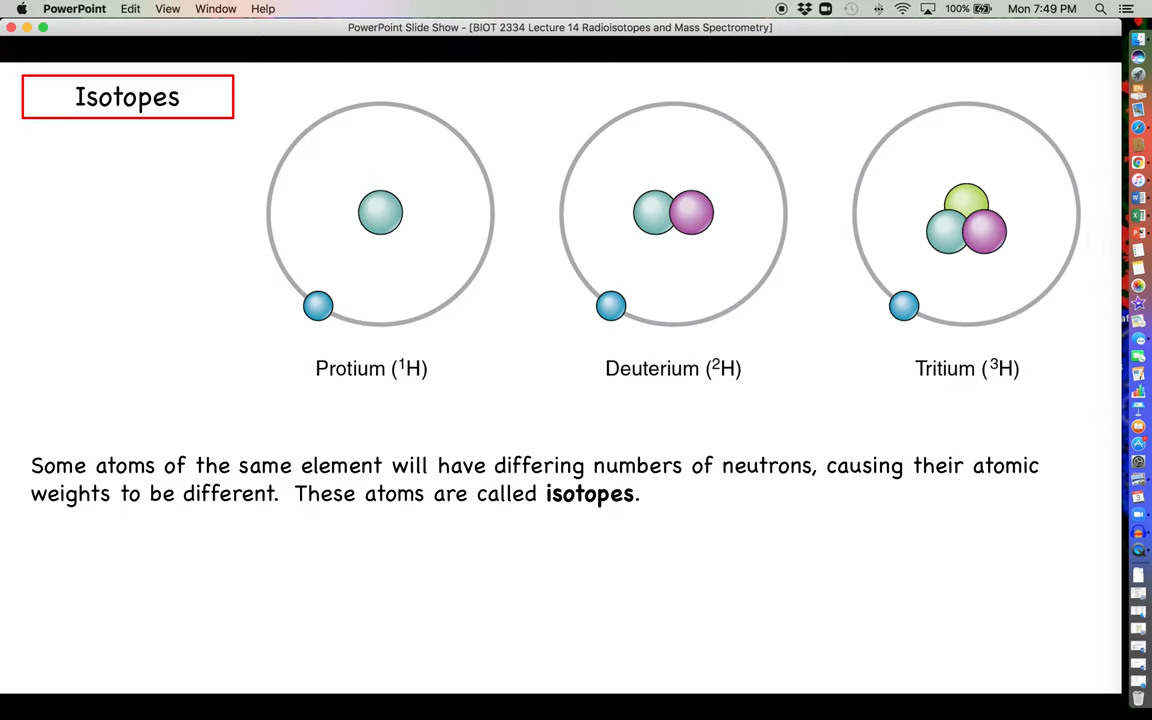 PowerPoint Edit View Window Help 100% Mon 7:49 PM
PowerPoint Slide Show - [BIOT 2334 Lecture 14 Radioisotopes and Mass Spectrometry]
Isotopes
Protium (¹H)
Deuterium (²H)
Tritium (³H)
Some atoms of the same element will have differing numbers of neutrons, causing their atomic
weights to be different. These atoms are called isotopes.